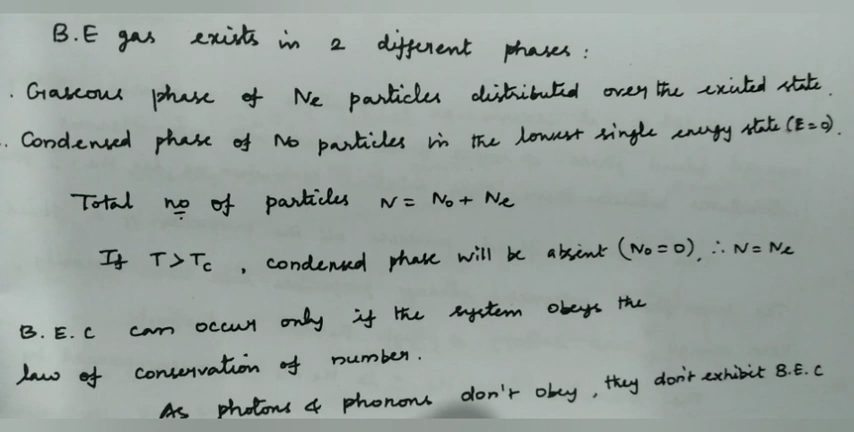 B.E gas exists in 2 different phases :
. Gaseous phase of Ne particles distributed over the exicted state.
.. Condensed phase of No particles in the lowest single energy state (E=0).
Total no of particles N = No + Ne
If T > Tc , condensed phase will be absent (No = 0), ∴ N = Ne
B. E. C can occur only if the system obeys the
law of conservation of number.
As photons & phonons don't obey, they don't exhibit B.E.C